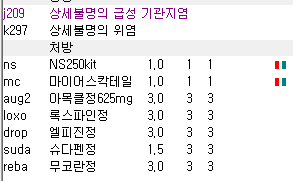 j209 상세불명의 급성 기관지염
k297 상세불명의 위염
처방
ns NS250kit 1.0 1 1
mc 마이어스칵테일 1.0 1 1
aug2 아목클정625mg 3.0 3 3
loxo 록스파인정 3.0 3 3
drop 엘피진정 3.0 3 3
suda 슈다펜정 1.5 3 3
reba 무코란정 3.0 3 3